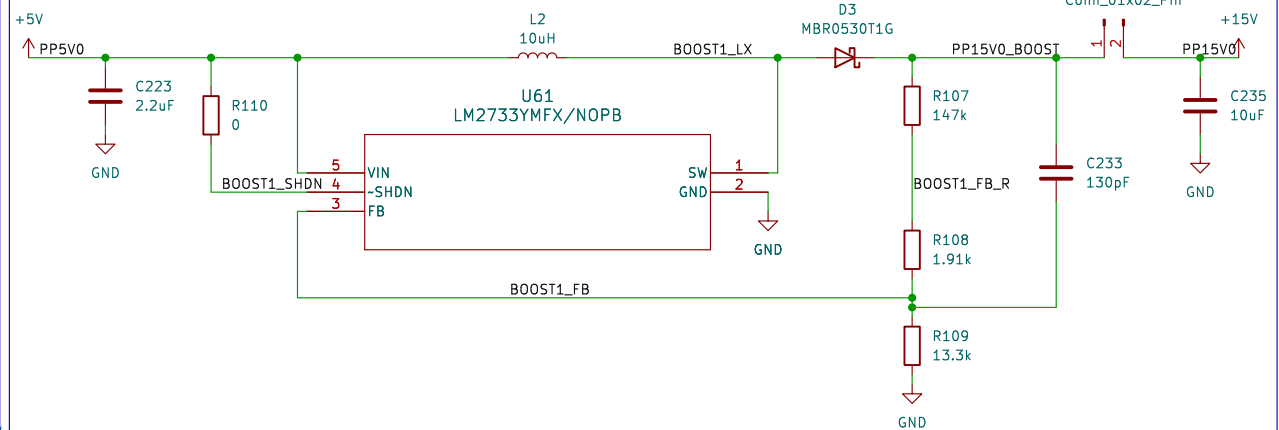 +5V
PP5V0
C223
2.2uF
GND
R110
0
L2
10uH
BOOST1_LX
D3
MBR0530T1G
PP15V0_BOOST
1
2
PP15V0
+15V
C235
10uF
GND
U61
LM2733YMFX/NOPB
5
VIN
BOOST1_SHDN
4
~SHDN
3
FB
SW
1
GND
2
GND
R107
147k
BOOST1_FB_R
C233
130pF
R108
1.91k
BOOST1_FB
R109
13.3k
GND